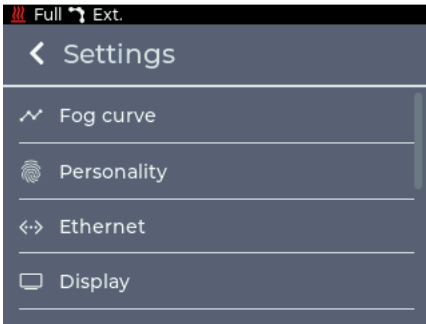 Full Ext.
Settings
Fog curve
Personality
Ethernet
Display